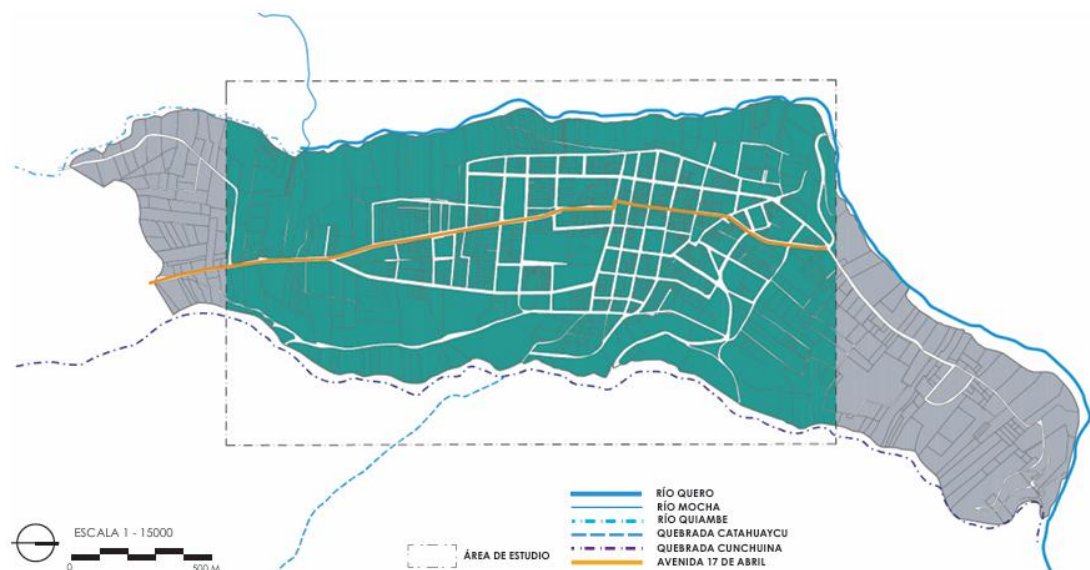 RÍO QUERO
RÍO MOCHA
RÍO QUIAMBE
QUEBRADA CATAHUAYCU
QUEBRADA CUNCHUINA
AVENIDA 17 DE ABRIL
ÁREA DE ESTUDIO
ESCALA 1 - 15000
0 500 M